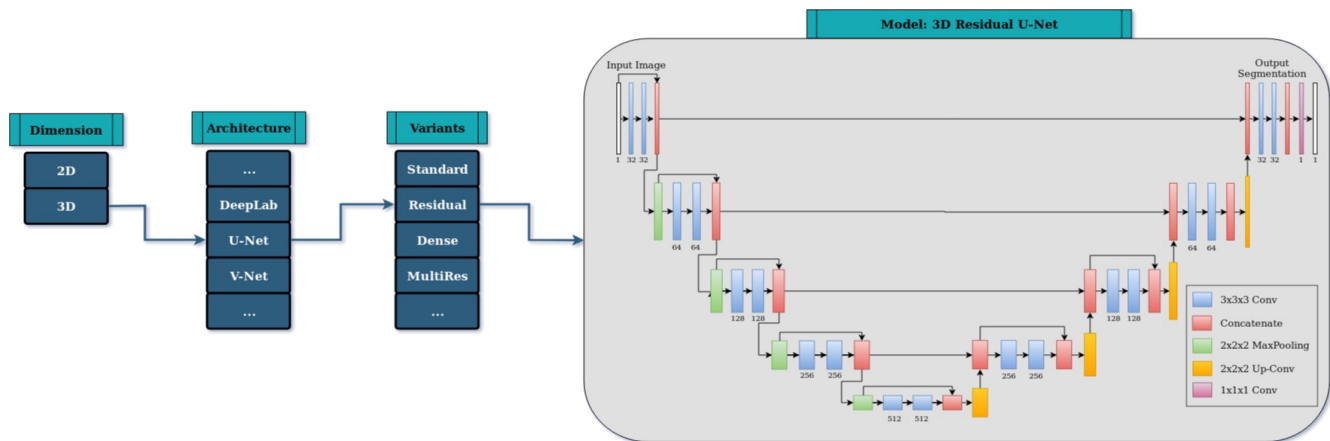 Model: 3D Residual U-Net
Dimension
2D
3D
Architecture
...
DeepLab
U-Net
V-Net
...
Variants
Standard
Residual
Dense
MultiRes
...
Input Image
1 32 32
64 64
128 128
256 256
512 512
256 256
128 128
64 64
Output
Segmentation
32 32 1 1
3x3x3 Conv
Concatenate
2x2x2 MaxPooling
2x2x2 Up-Conv
1x1x1 Conv